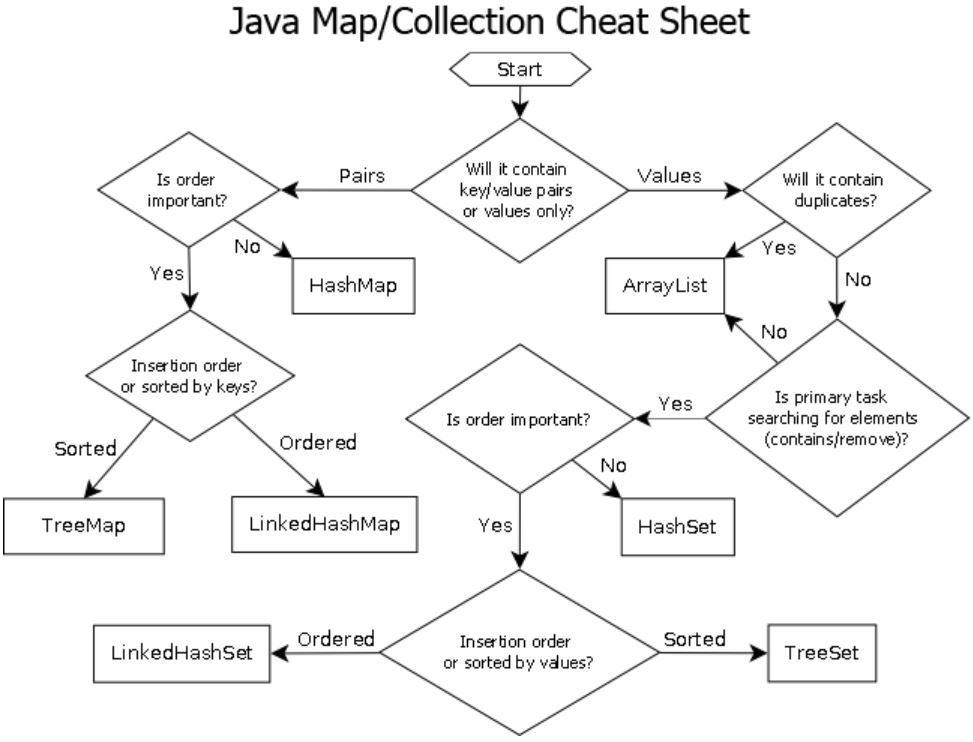 Java Map/Collection Cheat Sheet
Start
Will it contain
key/value pairs
or values only?
Pairs
Values
Is order
important?
No
Yes
HashMap
Insertion order
or sorted by keys?
Sorted
Ordered
TreeMap
LinkedHashMap
Will it contain
duplicates?
Yes
No
ArrayList
No
Is primary task
searching for elements
(contains/remove)?
Yes
Is order important?
No
Yes
HashSet
Insertion order
or sorted by values?
Ordered
Sorted
LinkedHashSet
TreeSet